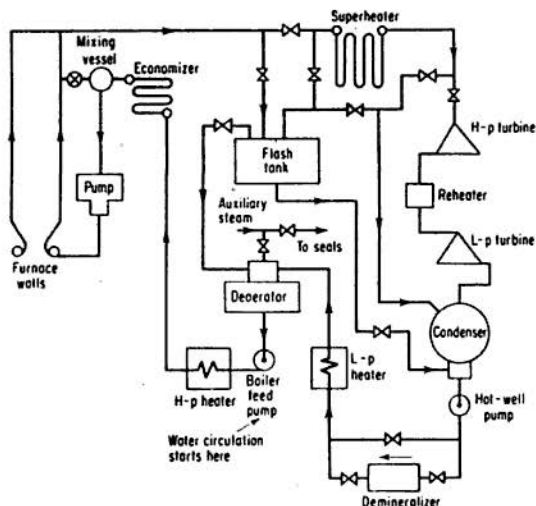 Superheater
Mixing
vessel
Economizer
H-p turbine
Flash
tank
Pump
Reheater
Auxiliary
steam
To seals
L-p turbine
Furnace
walls
Deaerator
Condenser
L-p
heater
H-p heater
Boiler
feed
pump
Hot-well
pump
Water circulation
starts here
Demineralizer